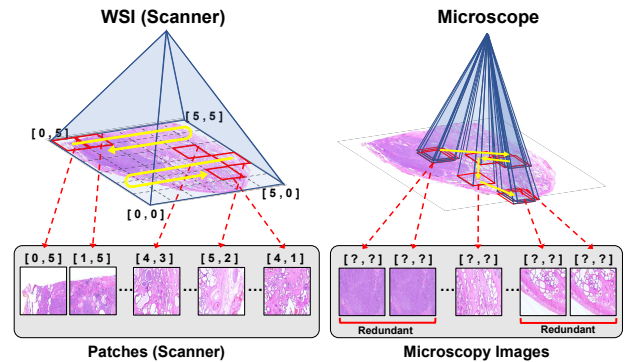 WSI (Scanner)
Microscope
[ 5 , 5 ]
[ 0 , 5 ]
[ 5 , 0 ]
[ 0 , 0 ]
[ 0 , 5 ] [ 1 , 5 ] [ 4 , 3 ] [ 5 , 2 ] [ 4 , 1 ]
[ ? , ? ] [ ? , ? ] [ ? , ? ] [ ? , ? ] [ ? , ? ]
... ...
... ...
Redundant
Redundant
Patches (Scanner)
Microscopy Images